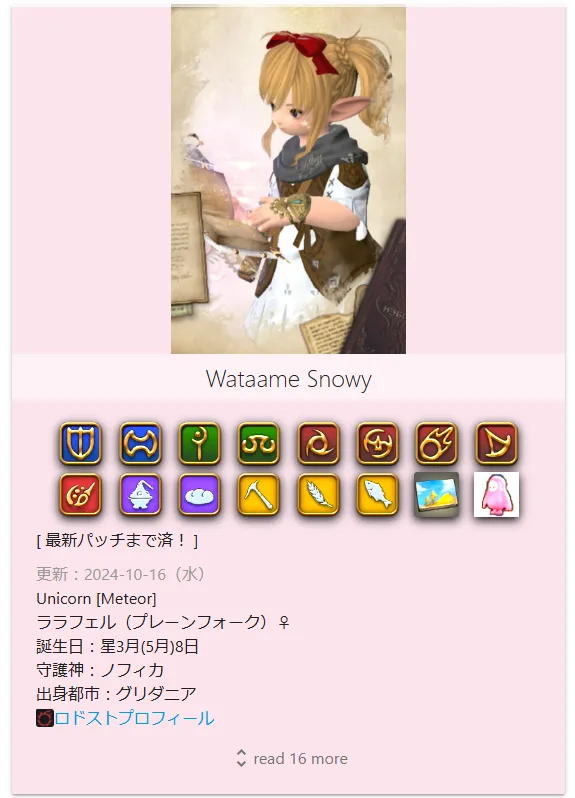 Wataame Snowy
[ 最新パッチまで済！ ]
更新：2024-10-16（水）
Unicorn [Meteor]
ララフェル（プレーンフォーク）♀
誕生日：星3月(5月)8日
守護神：ノフィカ
出身都市：グリダニア
ロドストプロフィール
read 16 more